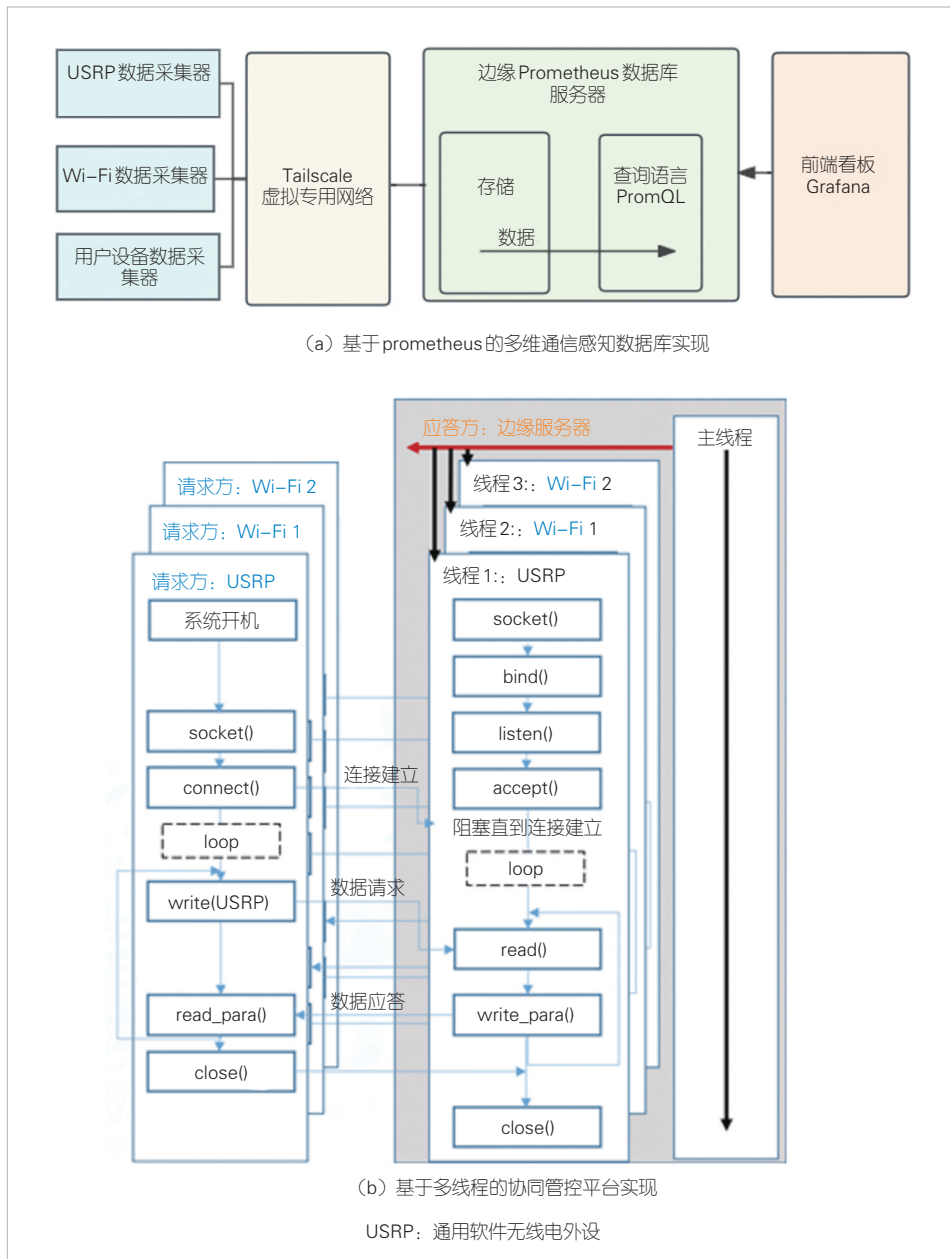 USRP数据采集器
Wi-Fi数据采集器
用户设备数据采
集器
Tailscale
虚拟专用网络
边缘Prometheus数据库
服务器
存储
查询语言
PromQL
数据
前端看板
Grafana
（a）基于prometheus的多维通信感知数据库实现
应答方：边缘服务器
主线程
请求方：Wi-Fi 2
线程3:：Wi-Fi 2
请求方：Wi-Fi 1
线程2:：Wi-Fi 1
请求方：USRP
线程1:：USRP
系统开机
socket()
connect()
loop
write(USRP)
read_para()
close()
连接建立
数据请求
数据应答
socket()
bind()
listen()
accept()
阻塞直到连接建立
loop
read()
write_para()
close()
（b）基于多线程的协同管控平台实现
USRP：通用软件无线电外设